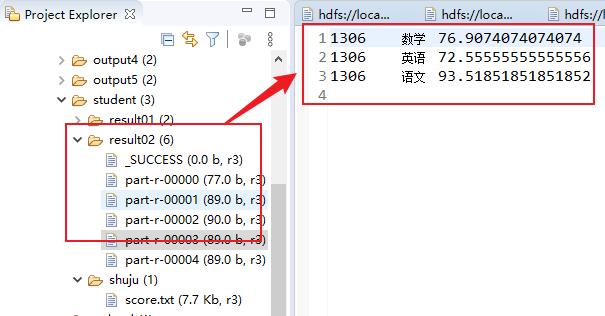 Project Explorer
output4 (2)
output5 (2)
student (3)
result01 (2)
result02 (6)
_SUCCESS (0.0 b, r3)
part-r-00000 (77.0 b, r3)
part-r-00001 (89.0 b, r3)
part-r-00002 (90.0 b, r3)
part-r-00003 (89.0 b, r3)
part-r-00004 (89.0 b, r3)
shuju (1)
score.txt (7.7 Kb, r3)
hdfs://loca... hdfs://loca... hdfs://l
1 1306 数学 76.9074074074074
2 1306 英语 72.55555555555556
3 1306 语文 93.51851851851852
4